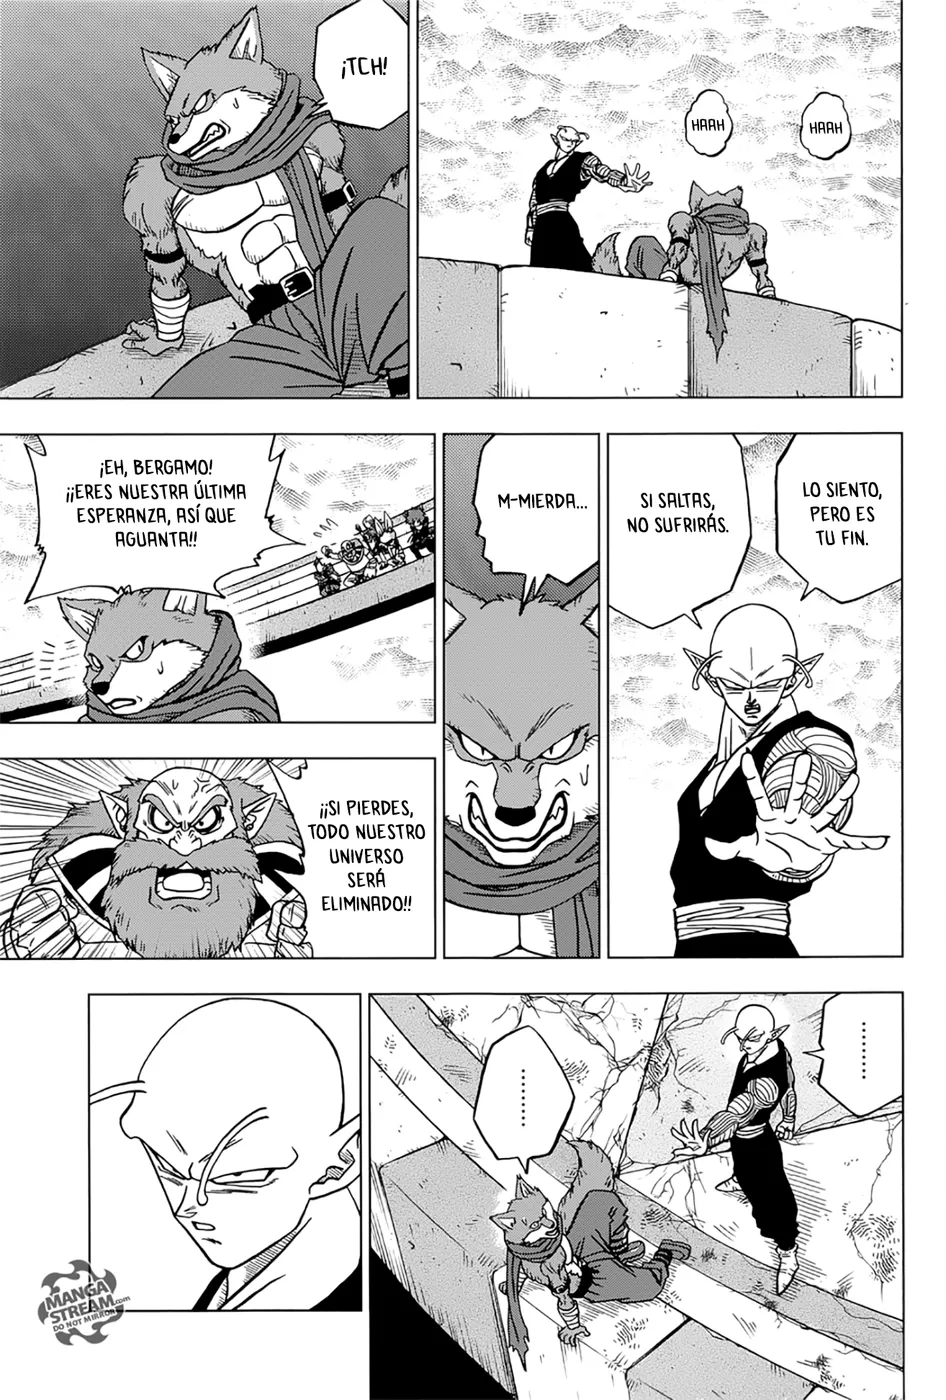 HAAH
HAAH
¡TCH!
LO SIENTO,
PERO ES
TU FIN.
SI SALTAS,
NO SUFRIRÁS.
M-MIERDA...
¡EH, BERGAMO!
¡¡ERES NUESTRA ÚLTIMA
ESPERANZA, ASÍ QUE
AGUANTA!!
¡¡SI PIERDES,
TODO NUESTRO
UNIVERSO
SERÁ
ELIMINADO!!
.........
.........
MANGA
STREAM.com
DO NOT MIRROR